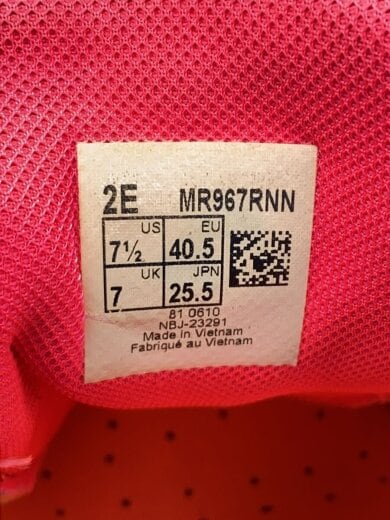 2E MR967RNN
US EU
7½ 40.5
UK JPN
7 25.5
81 0610
NBJ-23291
Made in Vietnam
Fabriqué au Vietnam